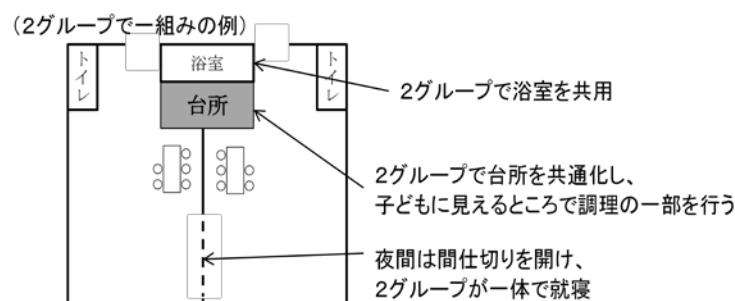 (2グループで一組みの例)
トイレ
浴室
トイレ
台所
2グループで浴室を共用
2グループで台所を共通化し、
子どもに見えるところで調理の一部を行う
夜間は間仕切りを開け、
2グループが一体で就寝